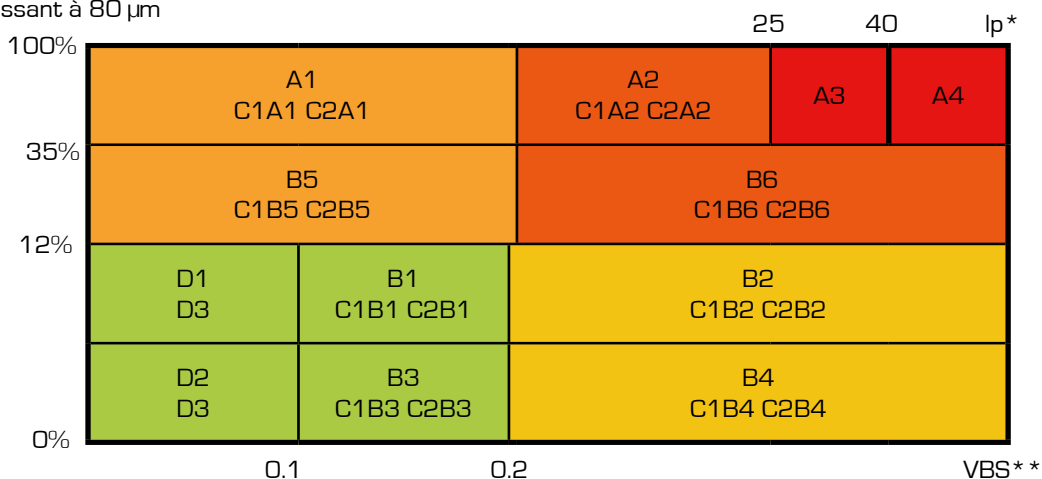 ssant à 80 µm
25 40 Ip*
100%
A1 A2
C1A1 C2A1 C1A2 C2A2
A3 A4
35%
B5 B6
C1B5 C2B5 C1B6 C2B6
12%
D1 B1 B2
D3 C1B1 C2B1 C1B2 C2B2
D2 B3 B4
D3 C1B3 C2B3 C1B4 C2B4
0%
0.1 0.2 VBS**